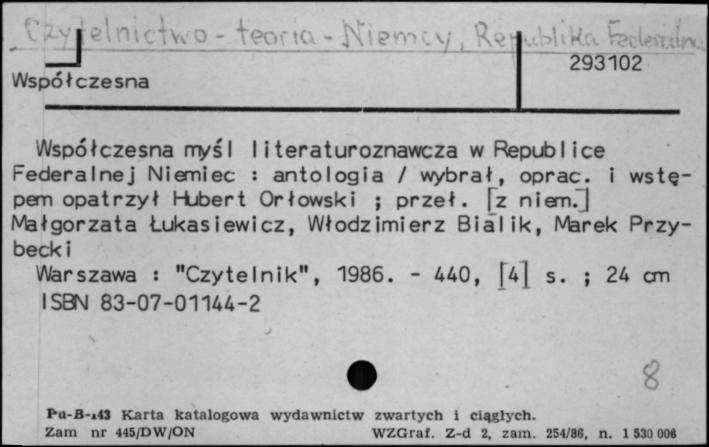 Czytelnictwo - teoria - Niemcy, Republika Federalna
293102
Współczesna
Współczesna myśl literaturoznawcza w Republice
Federalnej Niemiec : antologia / wybrał, oprac. i wstę-
pem opatrzył Hubert Orłowski ; przeł. [z niem.]
Małgorzata Łukasiewicz, Włodzimierz Bialik, Marek Przy-
becki
Warszawa : "Czytelnik", 1986. - 440, [4] s. ; 24 cm
ISBN 83-07-01144-2
8
Pu-B-143 Karta katalogowa wydawnictw zwartych i ciągłych.
Zam nr 445/DW/ON WZGraf. Z-d 2, zam. 254/86, n. 1 530 006